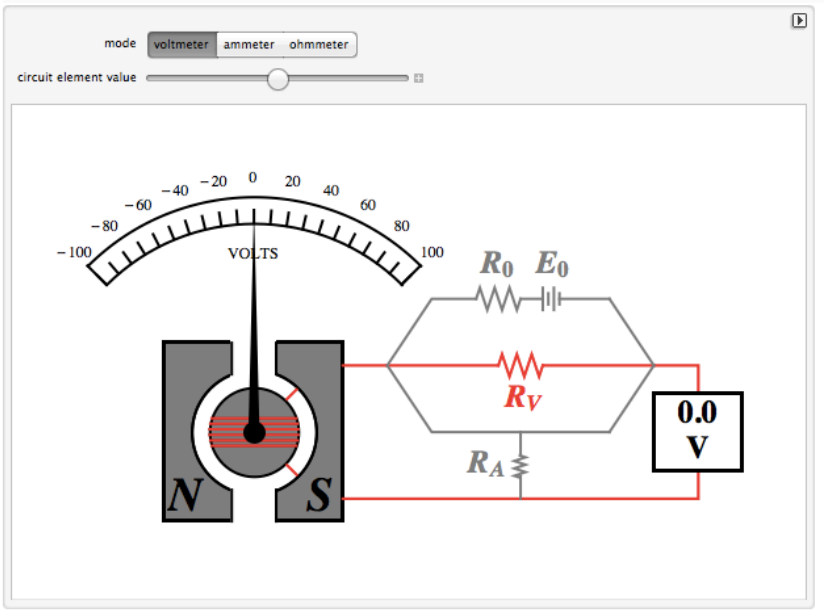 mode voltmeter ammeter ohmmeter
circuit element value
-100 -80 -60 -40 -20 0 20 40 60 80 100
VOLTS
R0 E0
RV
0.0
V
RA
N S